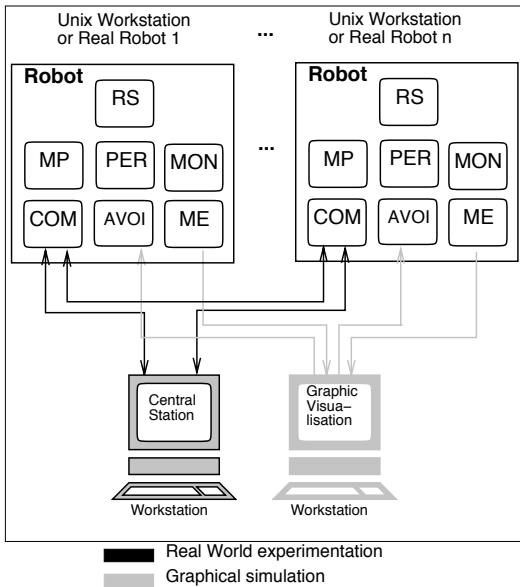 Unix Workstation
or Real Robot 1
...
Unix Workstation
or Real Robot n
Robot
RS
MP
PER
MON
COM
AVOI
ME
...
Robot
RS
MP
PER
MON
COM
AVOI
ME
Central
Station
Workstation
Graphic
Visua-
lisation
Workstation
Real World experimentation
Graphical simulation